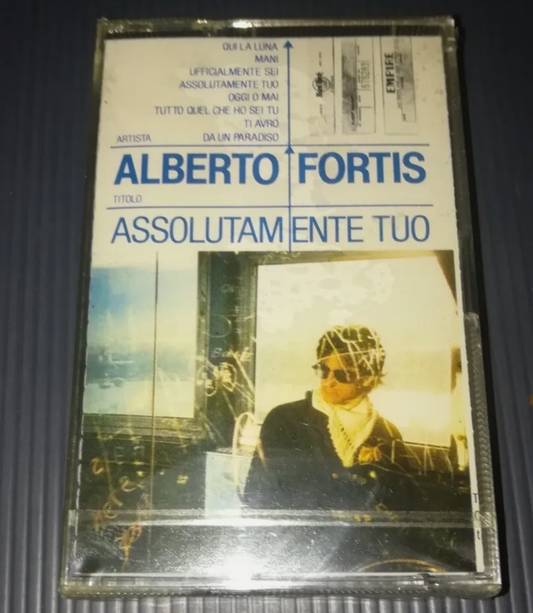 QUI LA LUNA
MANI
UFFICIALMENTE SEI
ASSOLUTAMENTE TUO
OGGI O MAI
TUTTO QUEL CHE HO SEI TU
TI AVRÒ
DA UN PARADISO
EMPIRE
ARTISTA
ALBERTO FORTIS
TITOLO
ASSOLUTAMENTE TUO